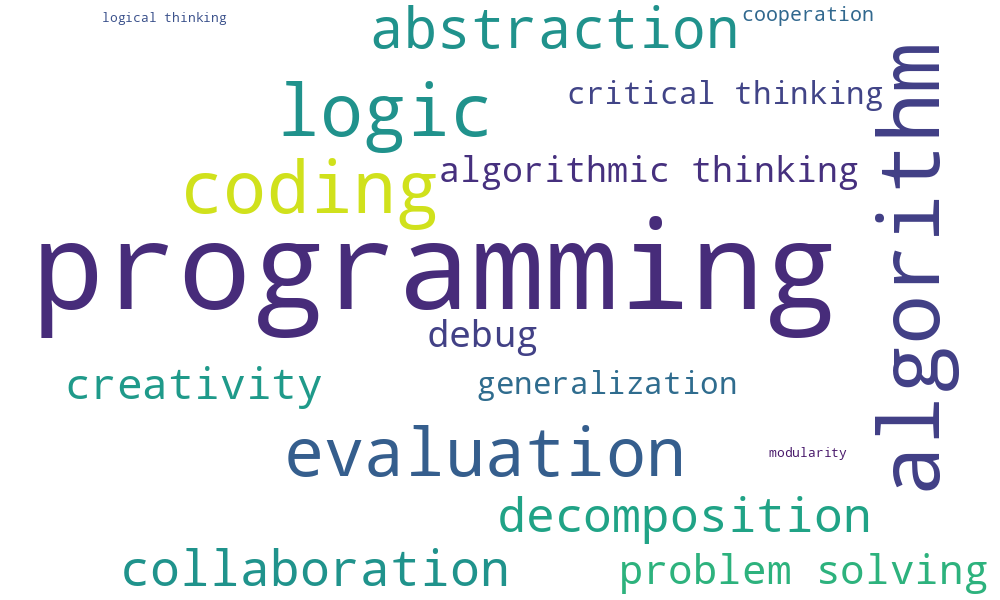 logical thinking
abstraction
cooperation
logic
critical thinking
algorithm
coding
algorithmic thinking
programming
debug
creativity
generalization
evaluation
modularity
decomposition
collaboration
problem solving